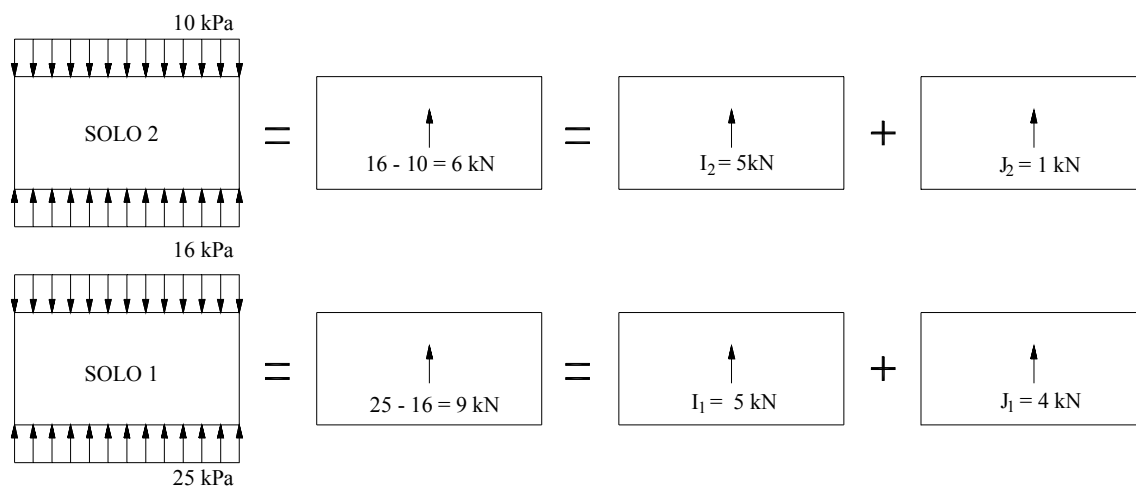 10 kPa
SOLO 2
=
16 - 10 = 6 kN
=
I₂ = 5kN
+
J₂ = 1 kN
16 kPa
SOLO 1
=
25 - 16 = 9 kN
=
I₁ = 5 kN
+
J₁ = 4 kN
25 kPa